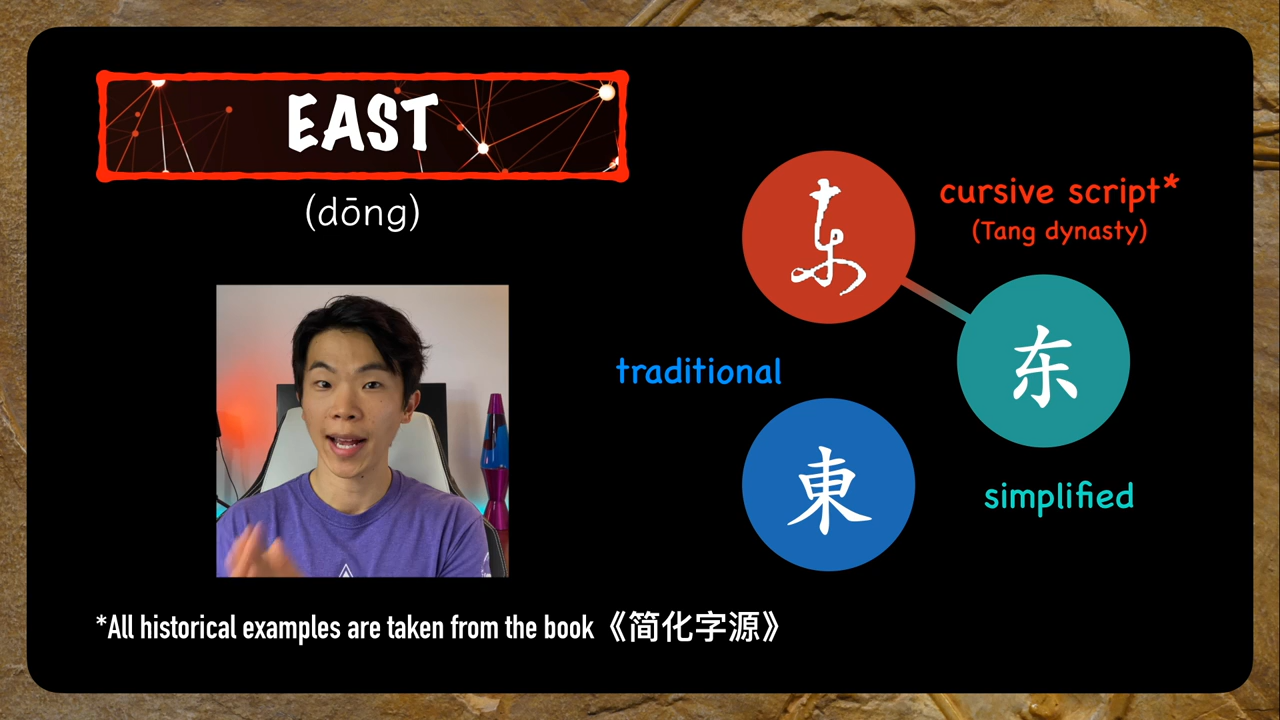 EAST
(dōng)
cursive script*
(Tang dynasty)
东
traditional
东
東
simplified
*All historical examples are taken from the book《简化字源》